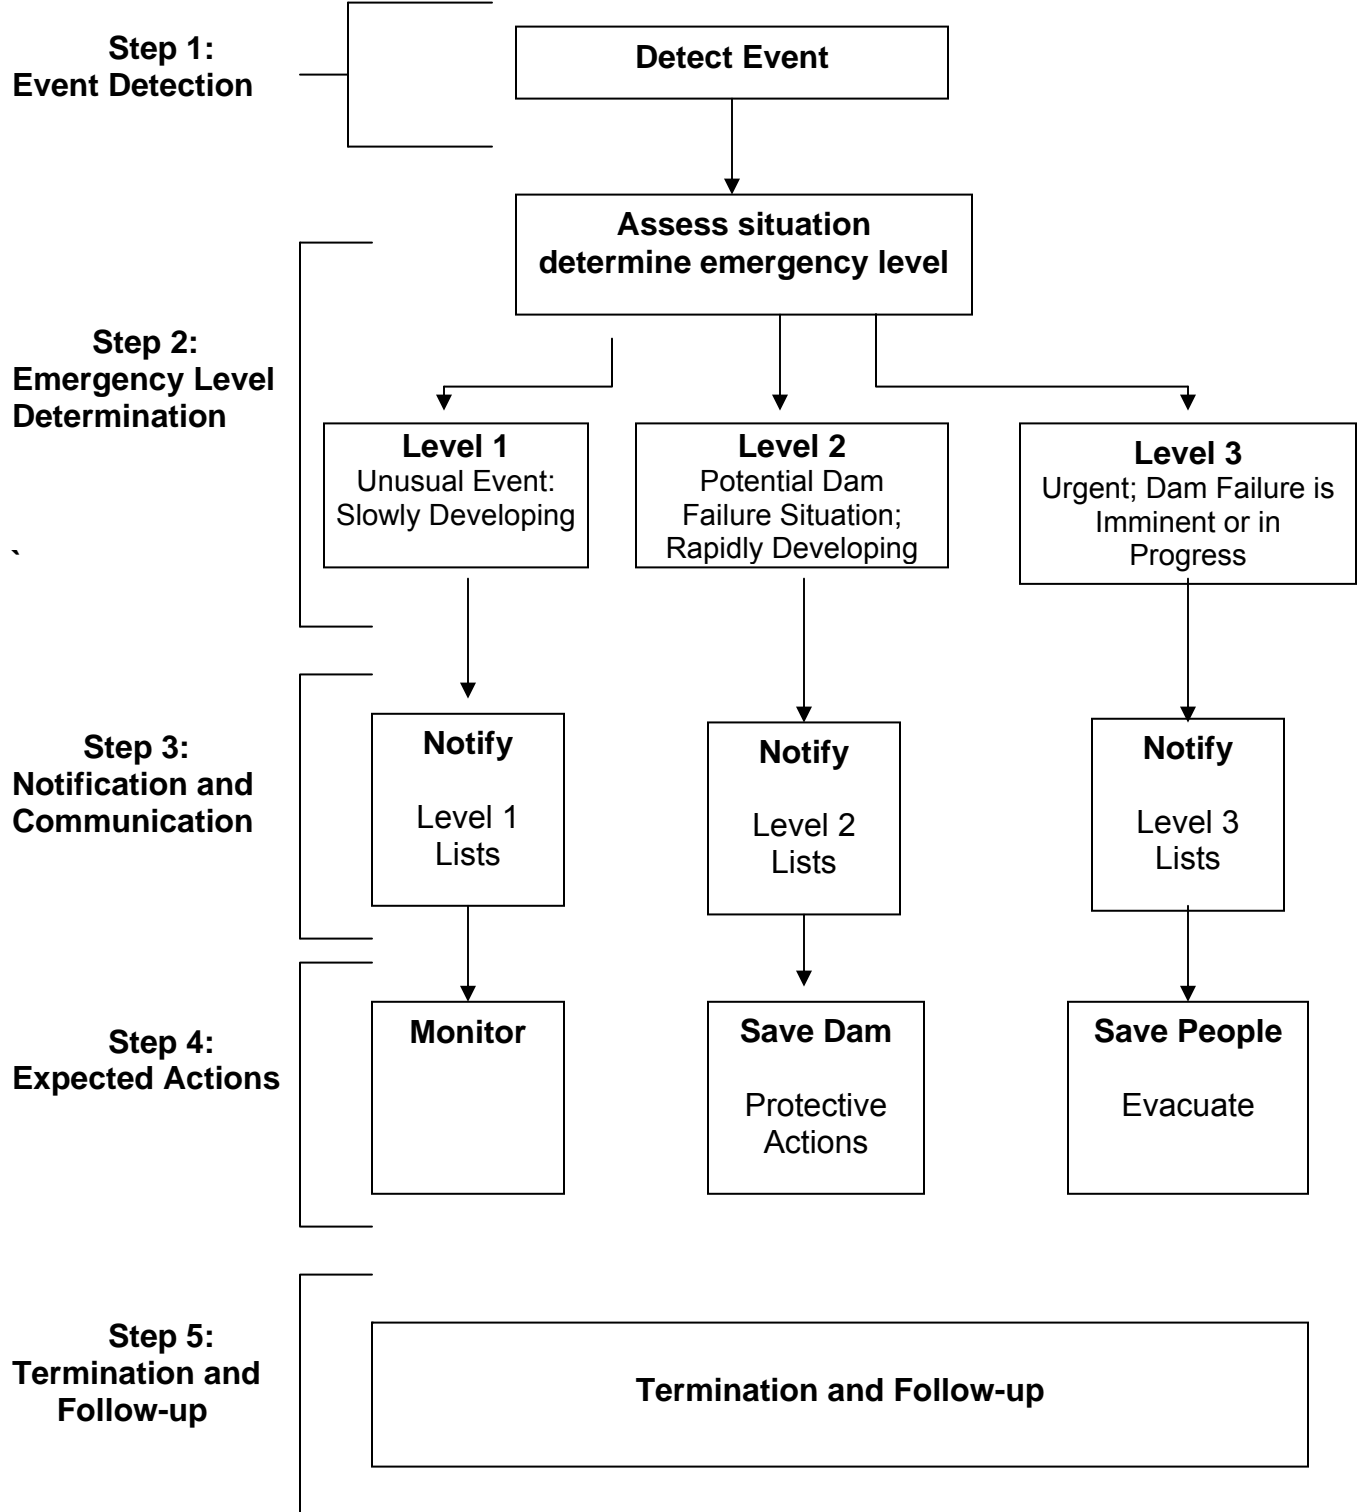 Step 1:
Event Detection
Detect Event
Assess situation
determine emergency level
Step 2:
Emergency Level
Determination
Level 1
Unusual Event:
Slowly Developing
Level 2
Potential Dam
Failure Situation;
Rapidly Developing
Level 3
Urgent; Dam Failure is
Imminent or in
Progress
`
Step 3:
Notification and
Communication
Notify
Level 1
Lists
Notify
Level 2
Lists
Notify
Level 3
Lists
Step 4:
Expected Actions
Monitor
Save Dam
Protective
Actions
Save People
Evacuate
Step 5:
Termination and
Follow-up
Termination and Follow-up